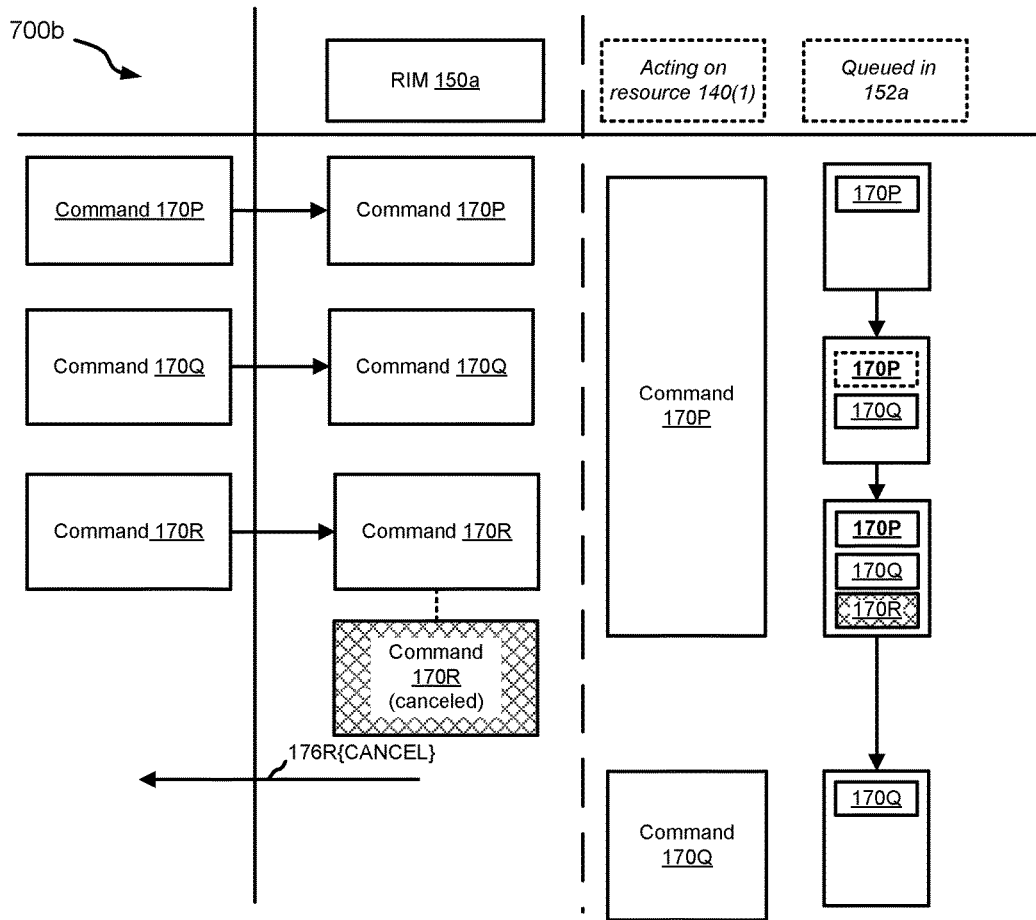 700b
RIM 150a
Acting on
resource 140(1)
Queued in
152a
Command 170P
Command 170P
170P
Command 170Q
Command 170Q
Command
170P
170P
170Q
Command 170R
Command 170R
170P
170Q
170R
Command
170R
(canceled)
176R{CANCEL}
Command
170Q
170Q